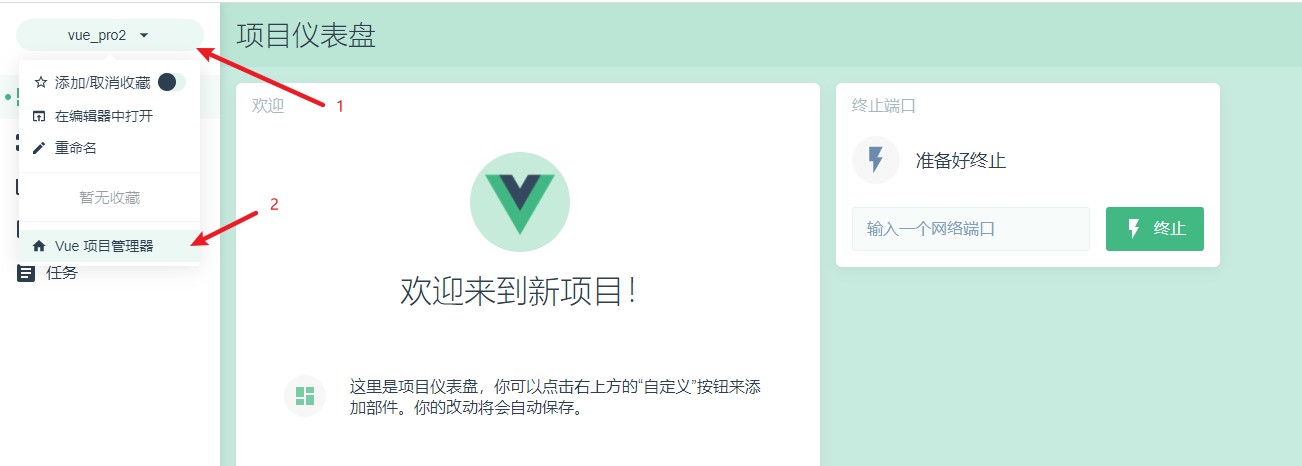 vue_pro2
项目仪表盘
添加/取消收藏
在编辑器中打开
重命名
暂无收藏
Vue 项目管理器
任务
1
2
欢迎
欢迎来到新项目！
这里是项目仪表盘，你可以点击右上方的“自定义”按钮来添
加部件。你的改动将会自动保存。
终止端口
准备好终止
输入一个网络端口
终止